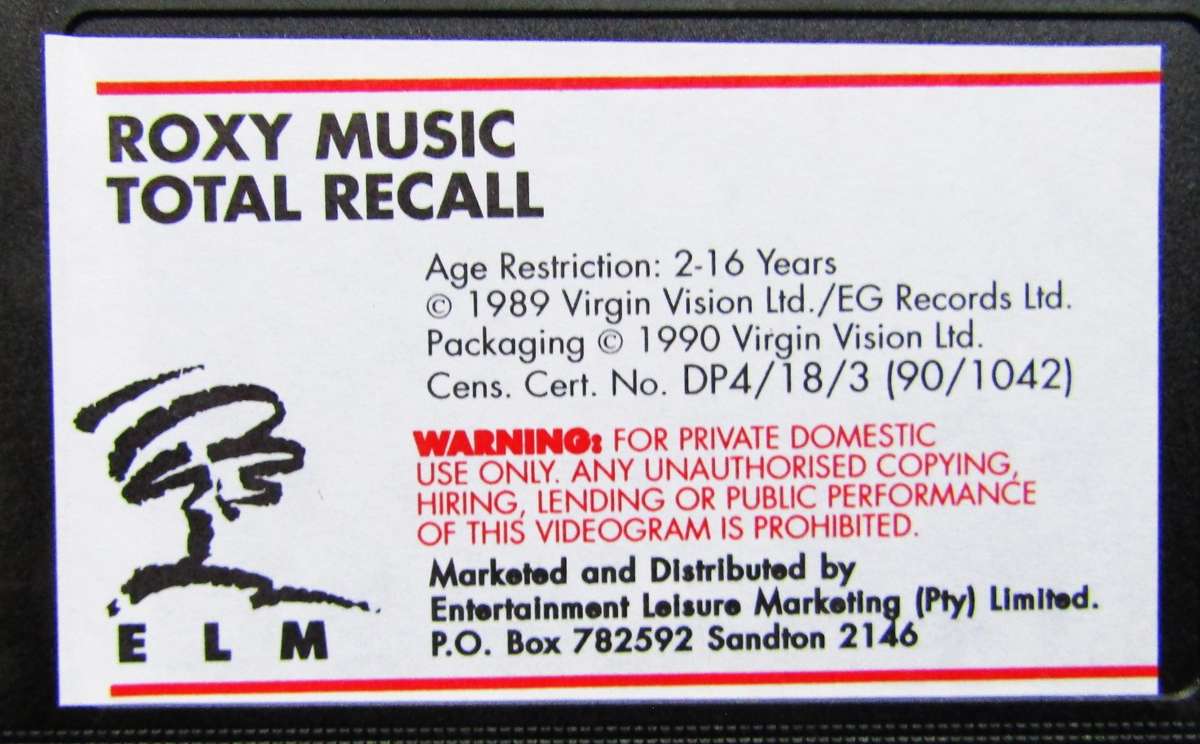 ROXY MUSIC
TOTAL RECALL
Age Restriction: 2-16 Years
© 1989 Virgin Vision Ltd./EG Records Ltd.
Packaging © 1990 Virgin Vision Ltd.
Cens. Cert. No. DP4/18/3 (90/1042)
WARNING: FOR PRIVATE DOMESTIC
USE ONLY. ANY UNAUTHORISED COPYING,
HIRING, LENDING OR PUBLIC PERFORMANCE
OF THIS VIDEOGRAM IS PROHIBITED.
Marketed and Distributed by
Entertainment Leisure Marketing (Pty) Limited.
P.O. Box 782592 Sandton 2146
E L M